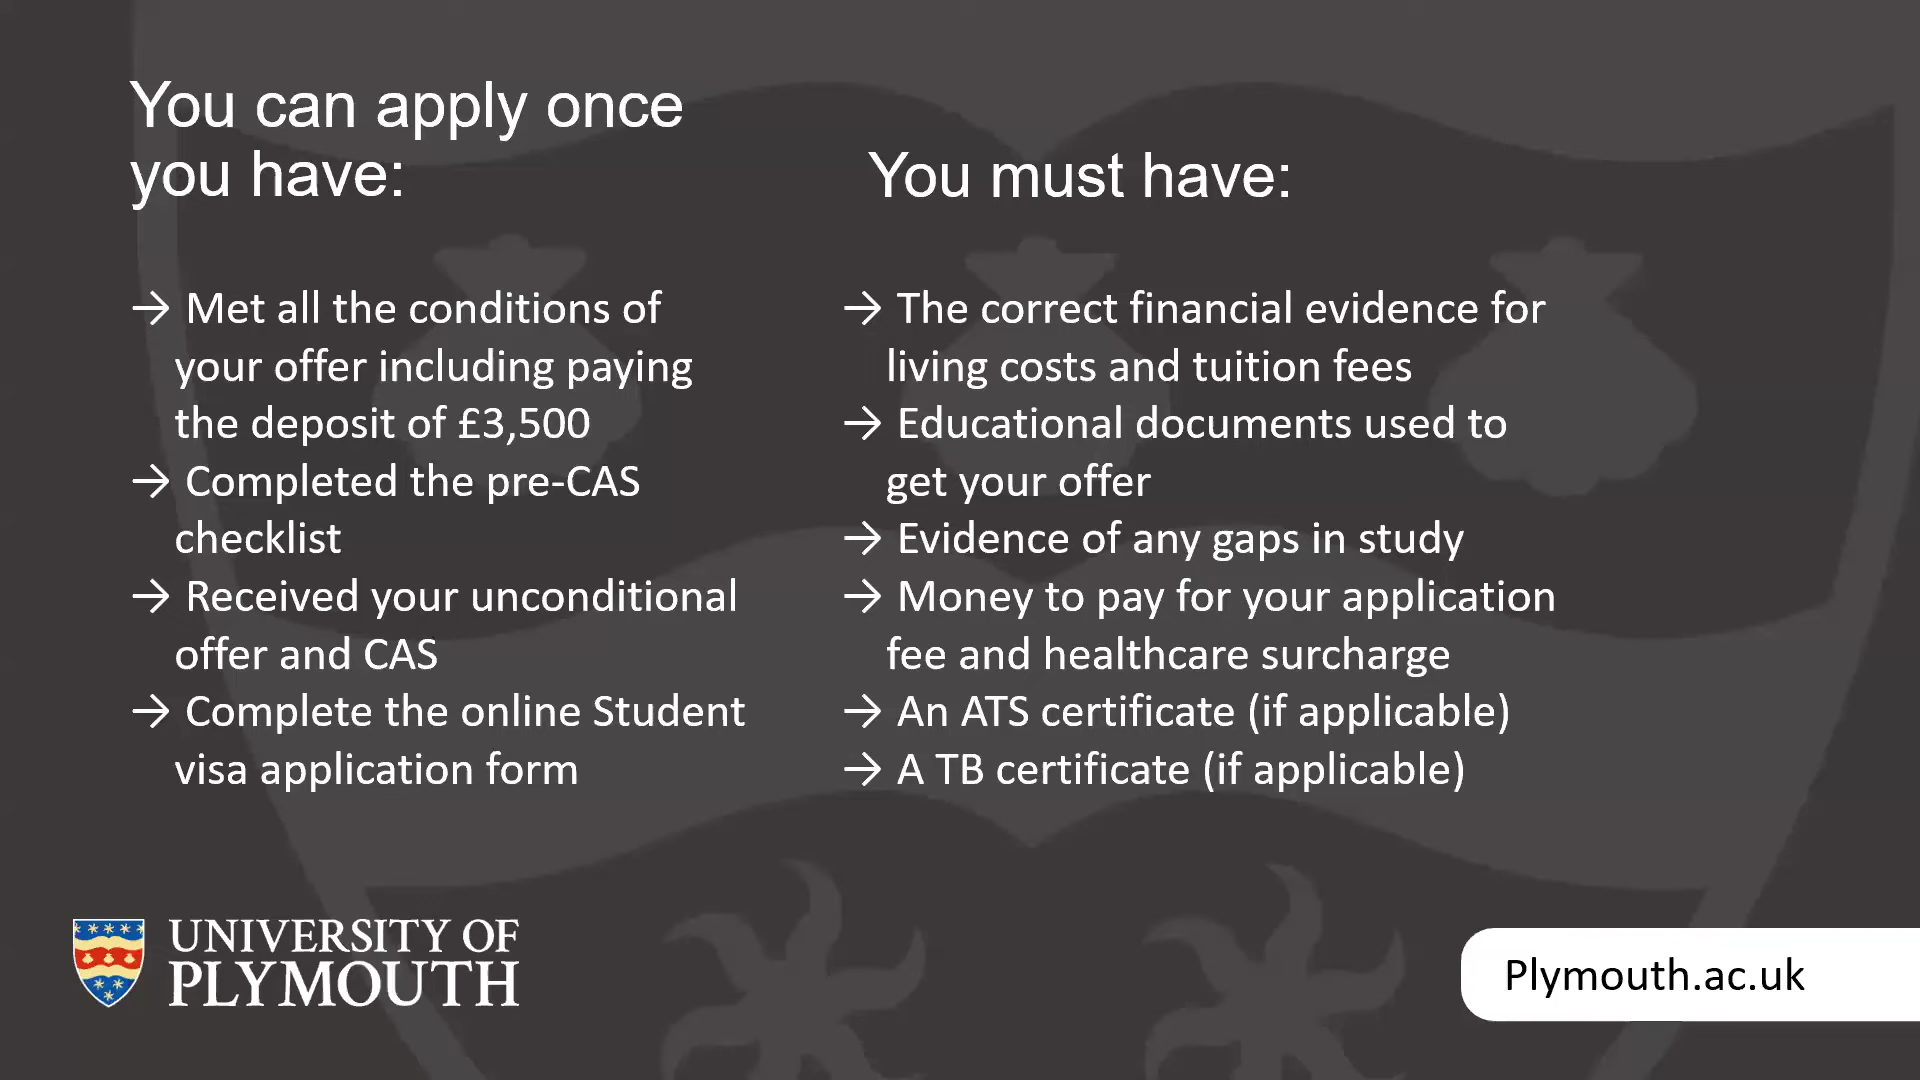 You can apply once
you have:
→ Met all the conditions of
your offer including paying
the deposit of £3,500
→ Completed the pre-CAS
checklist
→ Received your unconditional
offer and CAS
→ Complete the online Student
visa application form
You must have:
→ The correct financial evidence for
living costs and tuition fees
→ Educational documents used to
get your offer
→ Evidence of any gaps in study
→ Money to pay for your application
fee and healthcare surcharge
→ An ATS certificate (if applicable)
→ A TB certificate (if applicable)
UNIVERSITY OF
PLYMOUTH
Plymouth.ac.uk